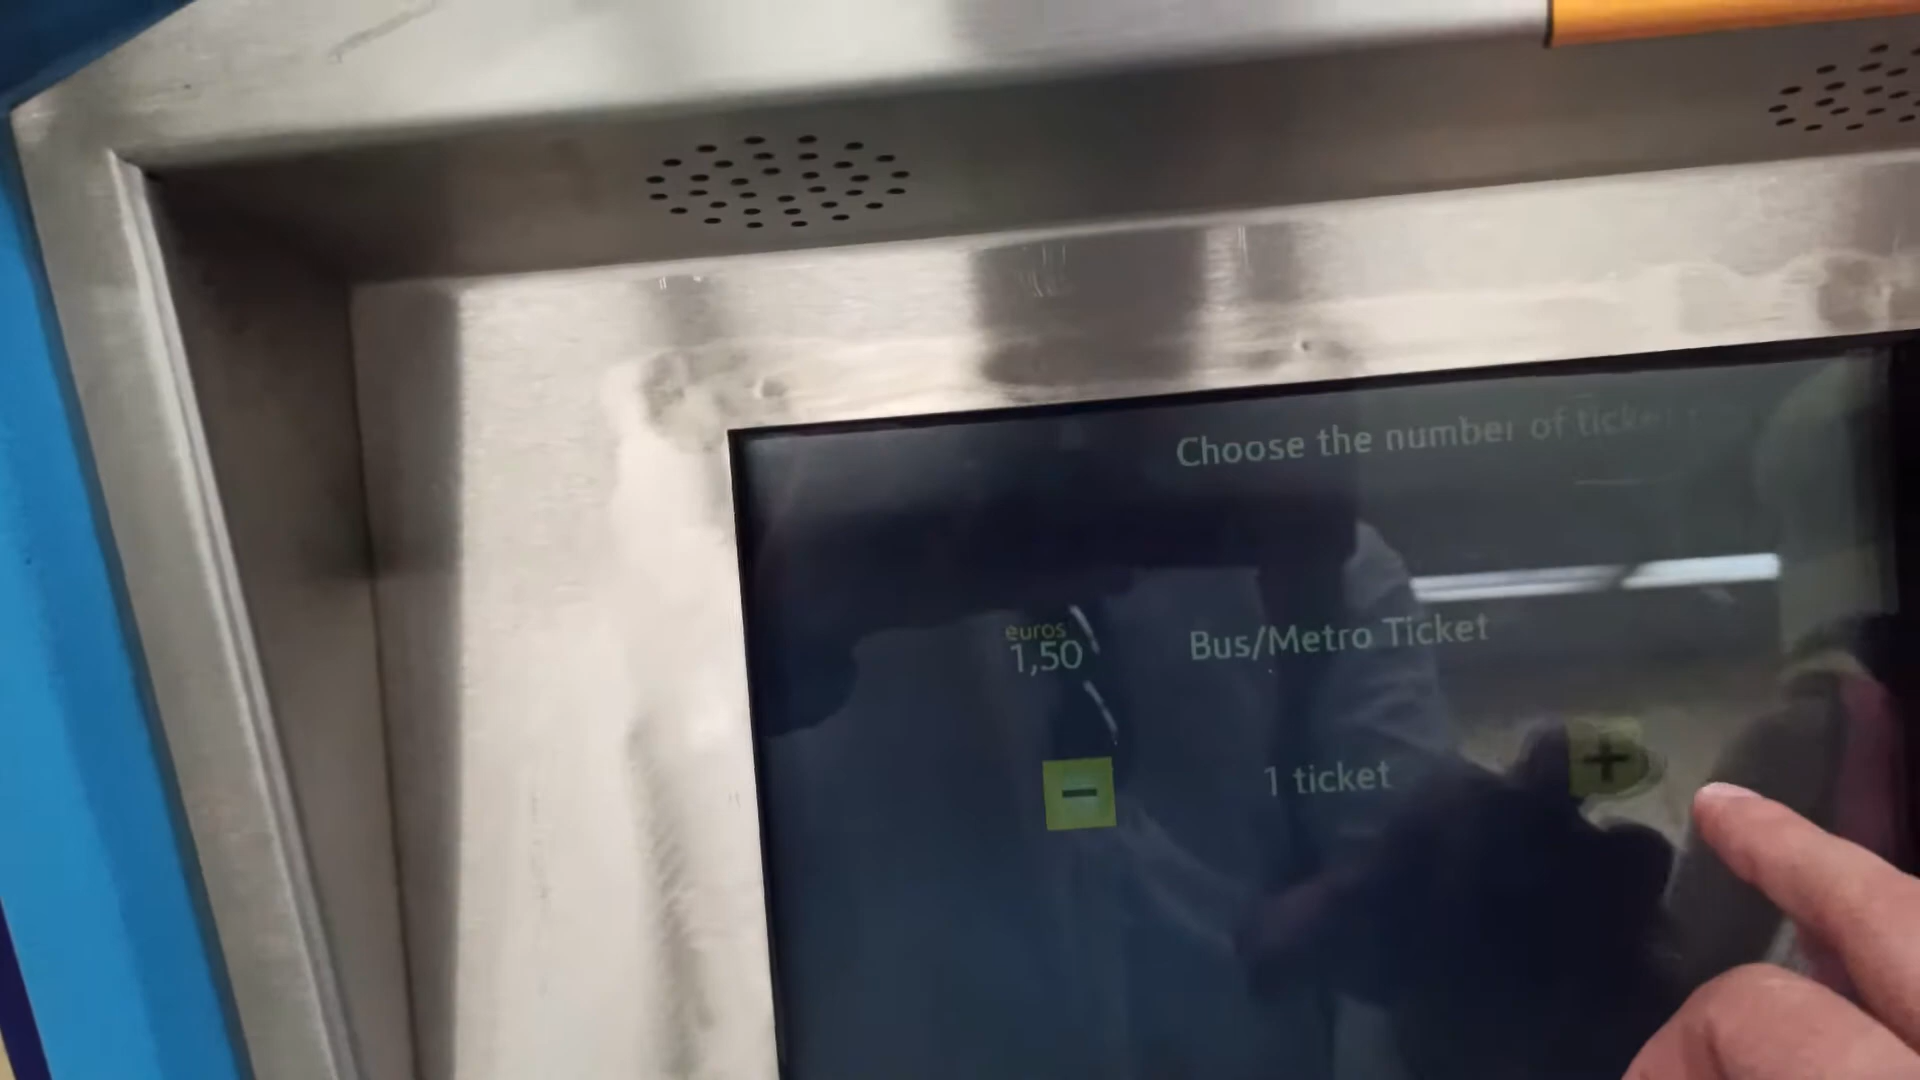 Choose the number of
euros
1,50
Bus/Metro Ticket
1 ticket